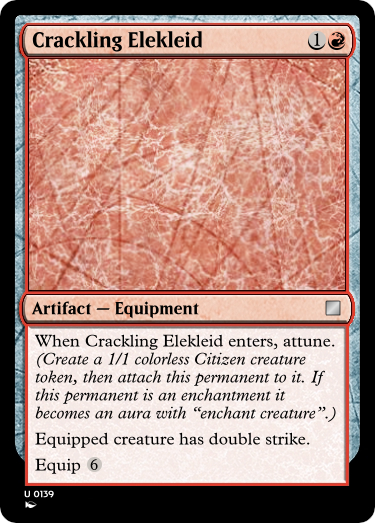 Crackling Elekleid 1
Artifact — Equipment
When Crackling Elekleid enters, attune.
(Create a 1/1 colorless Citizen creature
token, then attach this permanent to it. If
this permanent is an enchantment it
becomes an aura with “enchant creature”.)
Equipped creature has double strike.
Equip 6
U 0139